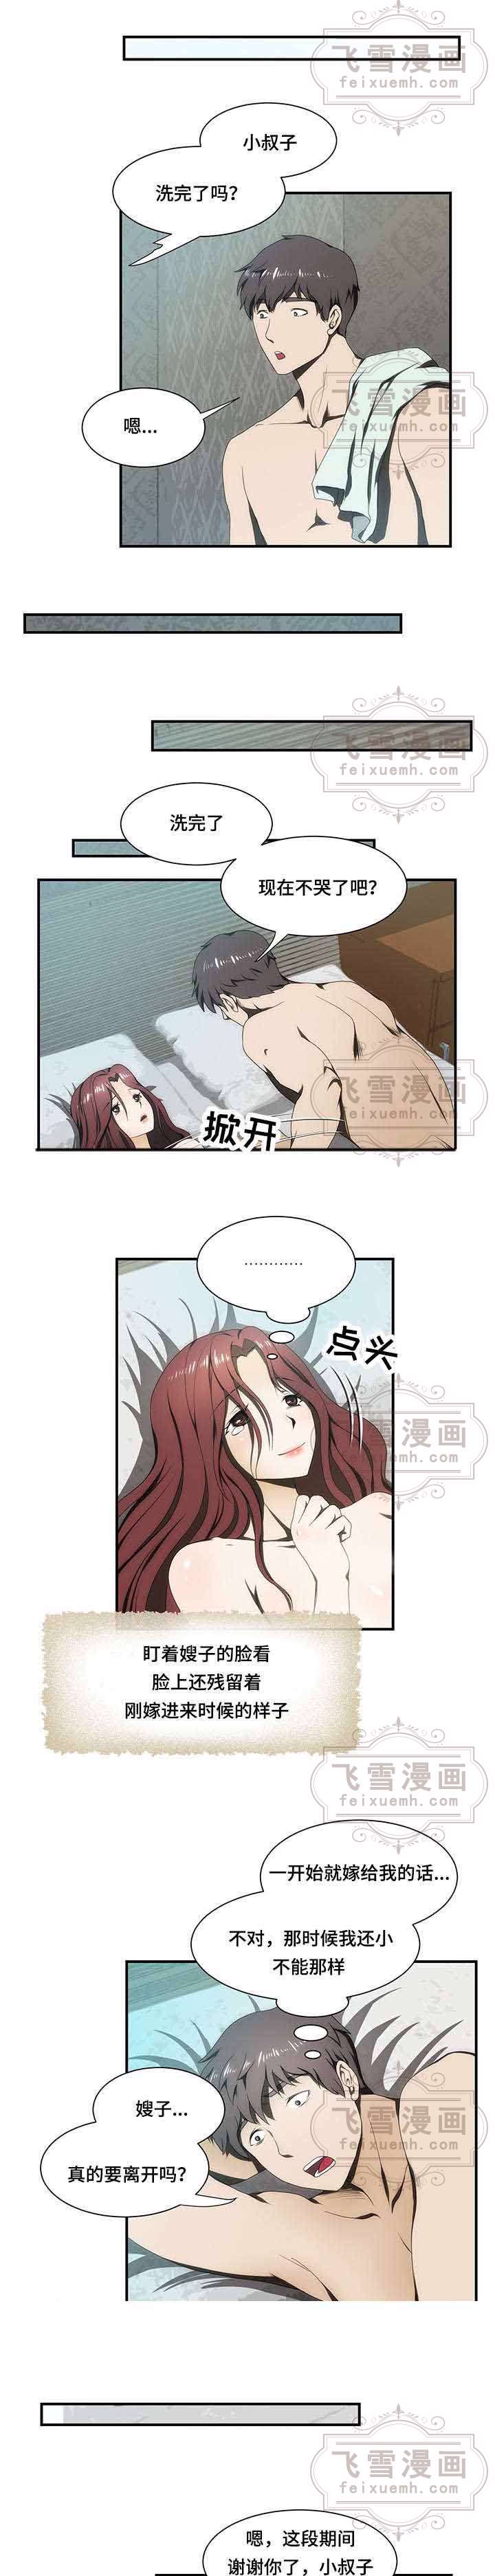 飞雪漫画
feixuemh.com
小叔子
洗完了吗？
飞雪漫画
feixuemh.com
嗯...
飞雪漫画
feixuemh.com
洗完了
现在不哭了吧？
飞雪漫画
feixuemh.com
掀开
…………
点头
飞雪漫画
feixuemh.com
盯着嫂子的脸看
脸上还残留着
刚嫁进来时候的样子
飞雪漫画
feixuemh.com
一开始就嫁给我的话...
不对，那时候我还小
不能那样
飞雪漫画
feixuemh.com
嫂子...
真的要离开吗？
飞雪漫画
feixuemh.com
嗯，这段期间
谢谢你了，小叔子